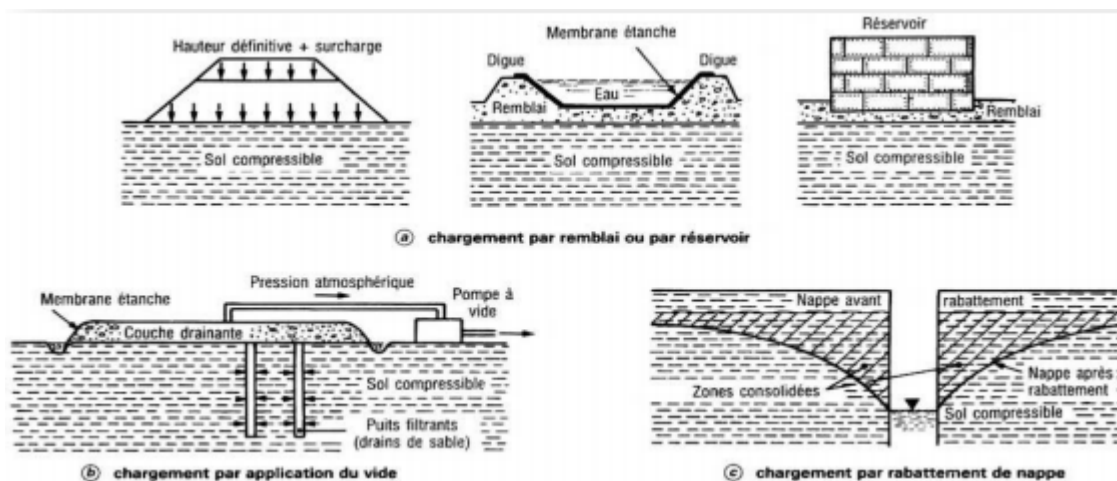 Hauteur définitive + surcharge
Sol compressible
Membrane étanche
Digue
Digue
Eau
Remblai
Sol compressible
Réservoir
Remblai
Sol compressible
a chargement par remblai ou par réservoir
Pression atmosphérique
Membrane étanche
Pompe à
vide
Couche drainante
Sol compressible
Puits filtrants
(drains de sable)
b chargement par application du vide
Nappe avant
rabattement
Zones consolidées
Nappe après
rabattement
Sol compressible
c chargement par rabattement de nappe